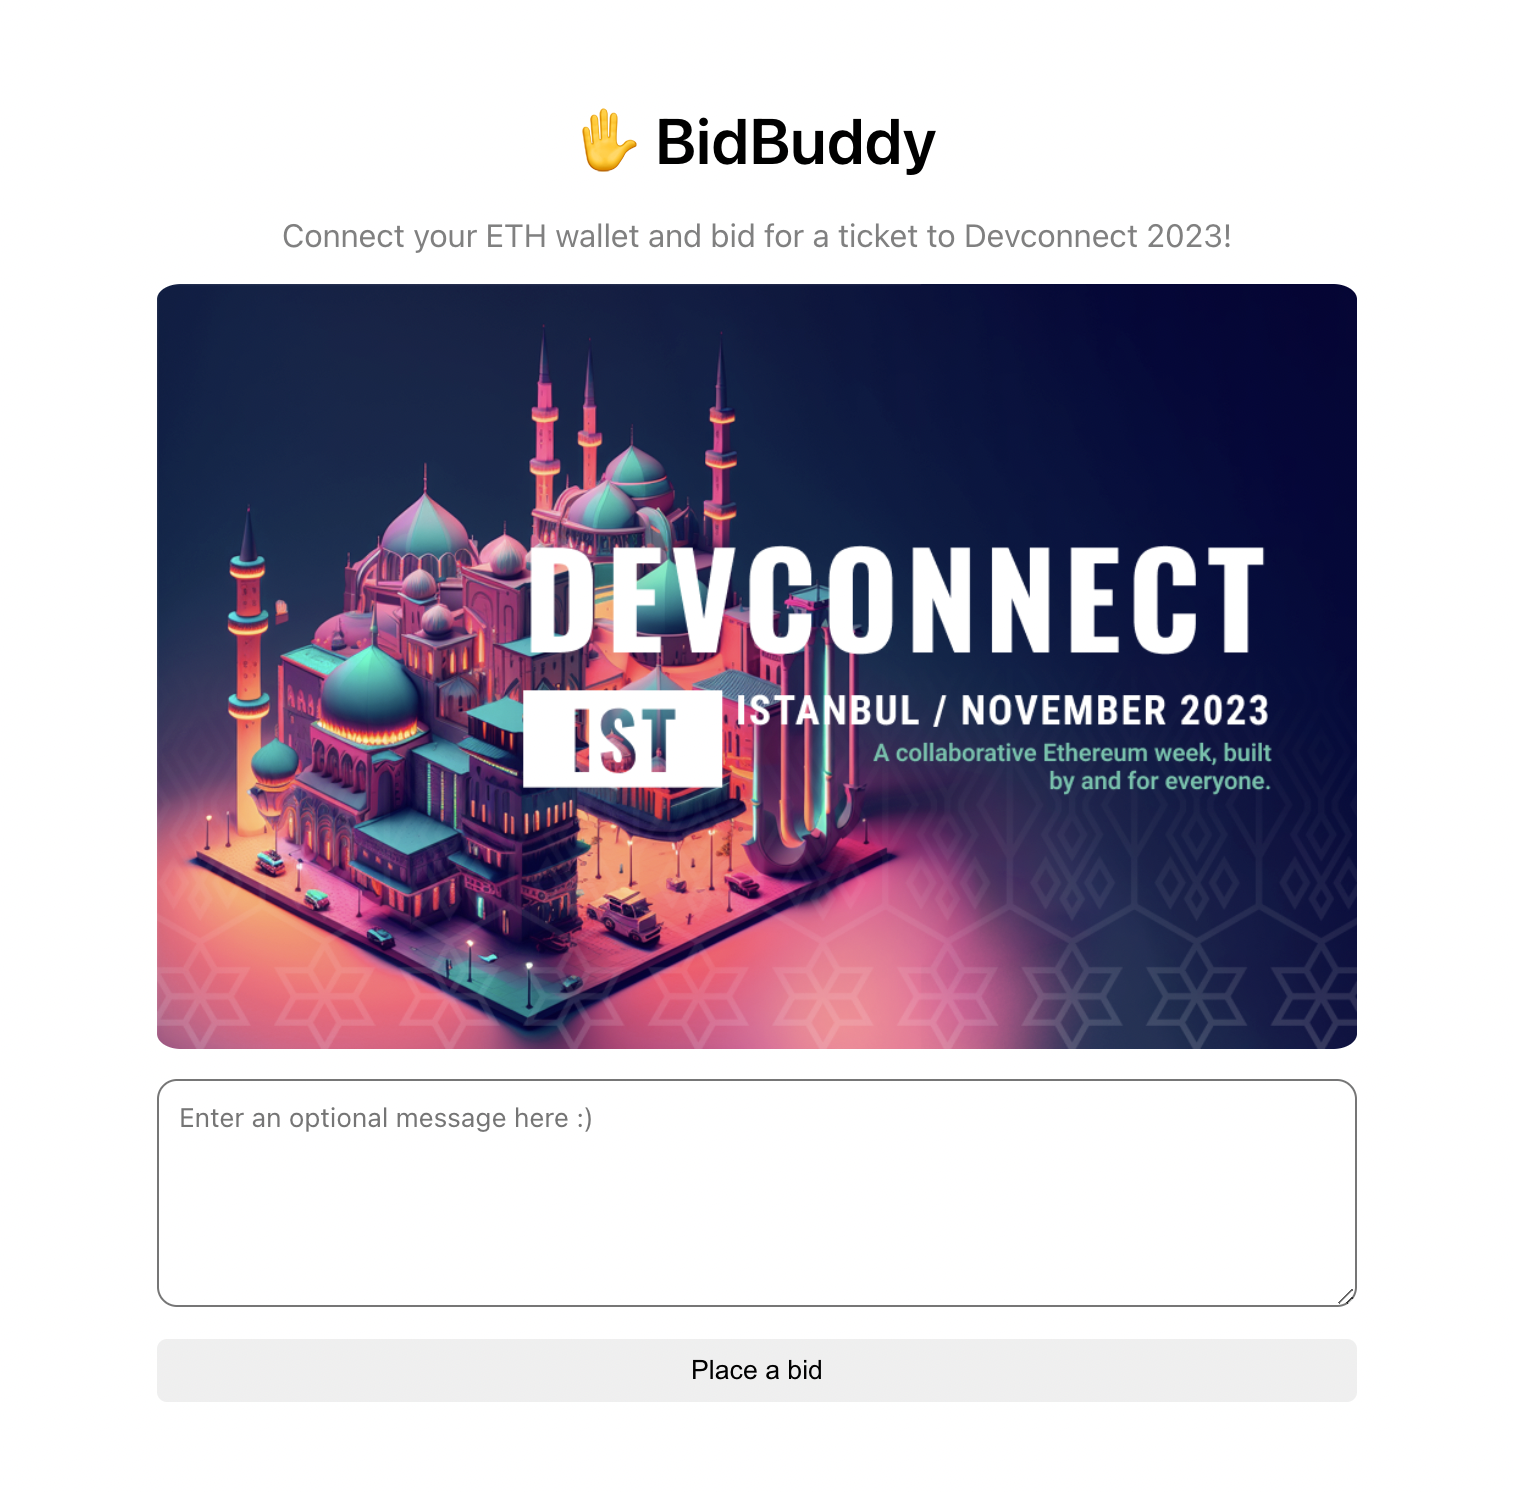 🤚 BidBuddy
Connect your ETH wallet and bid for a ticket to Devconnect 2023!
DEVCONNECT
IST
ISTANBUL / NOVEMBER 2023
A collaborative Ethereum week, built
by and for everyone.
Enter an optional message here :)
Place a bid